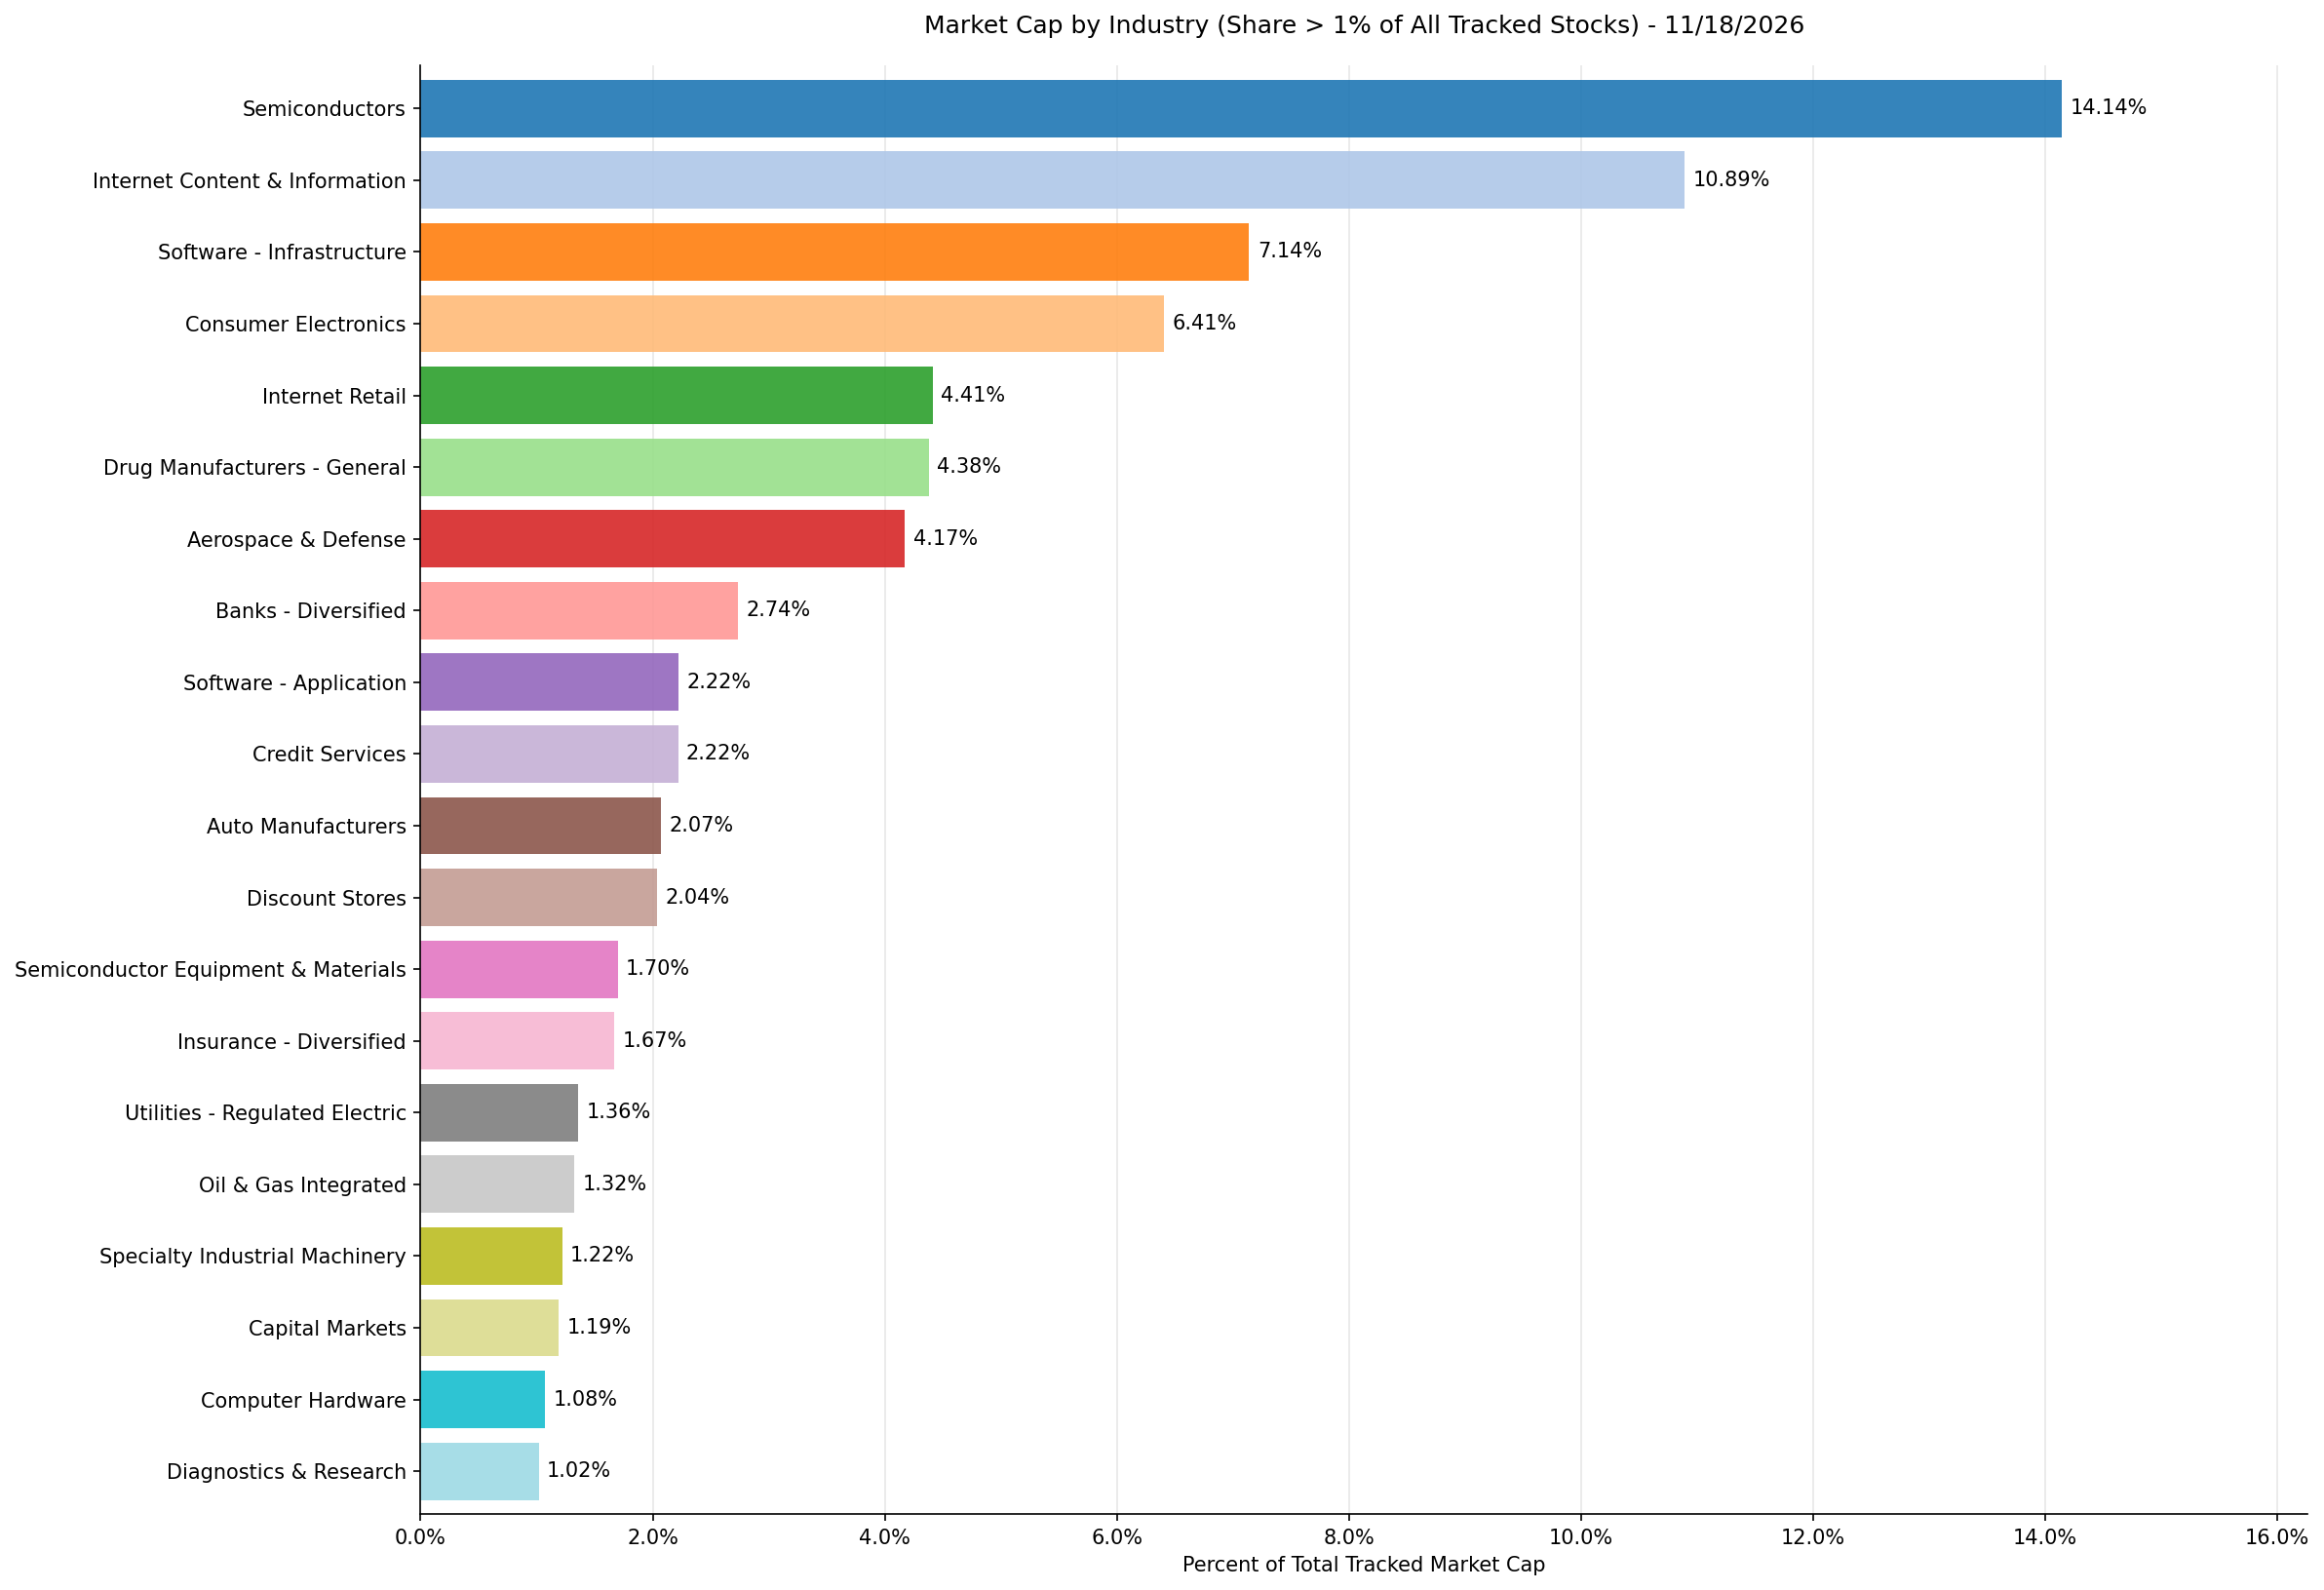 Market Cap by Industry (Share > 1% of All Tracked Stocks) - 11/18/2026
Semiconductors 14.14%
Internet Content & Information 10.89%
Software - Infrastructure 7.14%
Consumer Electronics 6.41%
Internet Retail 4.41%
Drug Manufacturers - General 4.38%
Aerospace & Defense 4.17%
Banks - Diversified 2.74%
Software - Application 2.22%
Credit Services 2.22%
Auto Manufacturers 2.07%
Discount Stores 2.04%
Semiconductor Equipment & Materials 1.70%
Insurance - Diversified 1.67%
Utilities - Regulated Electric 1.36%
Oil & Gas Integrated 1.32%
Specialty Industrial Machinery 1.22%
Capital Markets 1.19%
Computer Hardware 1.08%
Diagnostics & Research 1.02%
0.0% 2.0% 4.0% 6.0% 8.0% 10.0% 12.0% 14.0% 16.0%
Percent of Total Tracked Market Cap